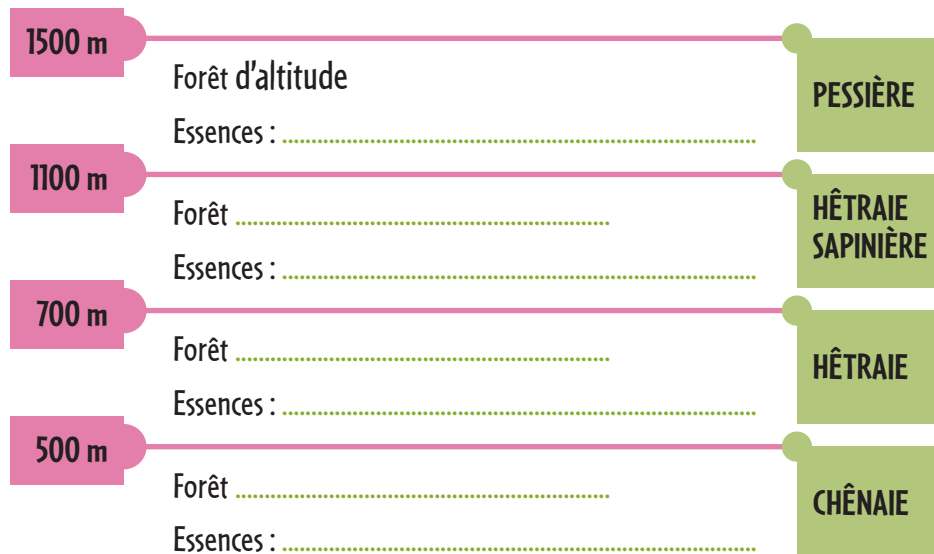 1500 m
Forêt d'altitude
Essences : ................................................................
PESSIÈRE
1100 m
Forêt ................................................................
Essences : ................................................................
HÊTRAIE
SAPINIÈRE
700 m
Forêt ................................................................
Essences : ................................................................
HÊTRAIE
500 m
Forêt ................................................................
Essences : ................................................................
CHÊNAIE